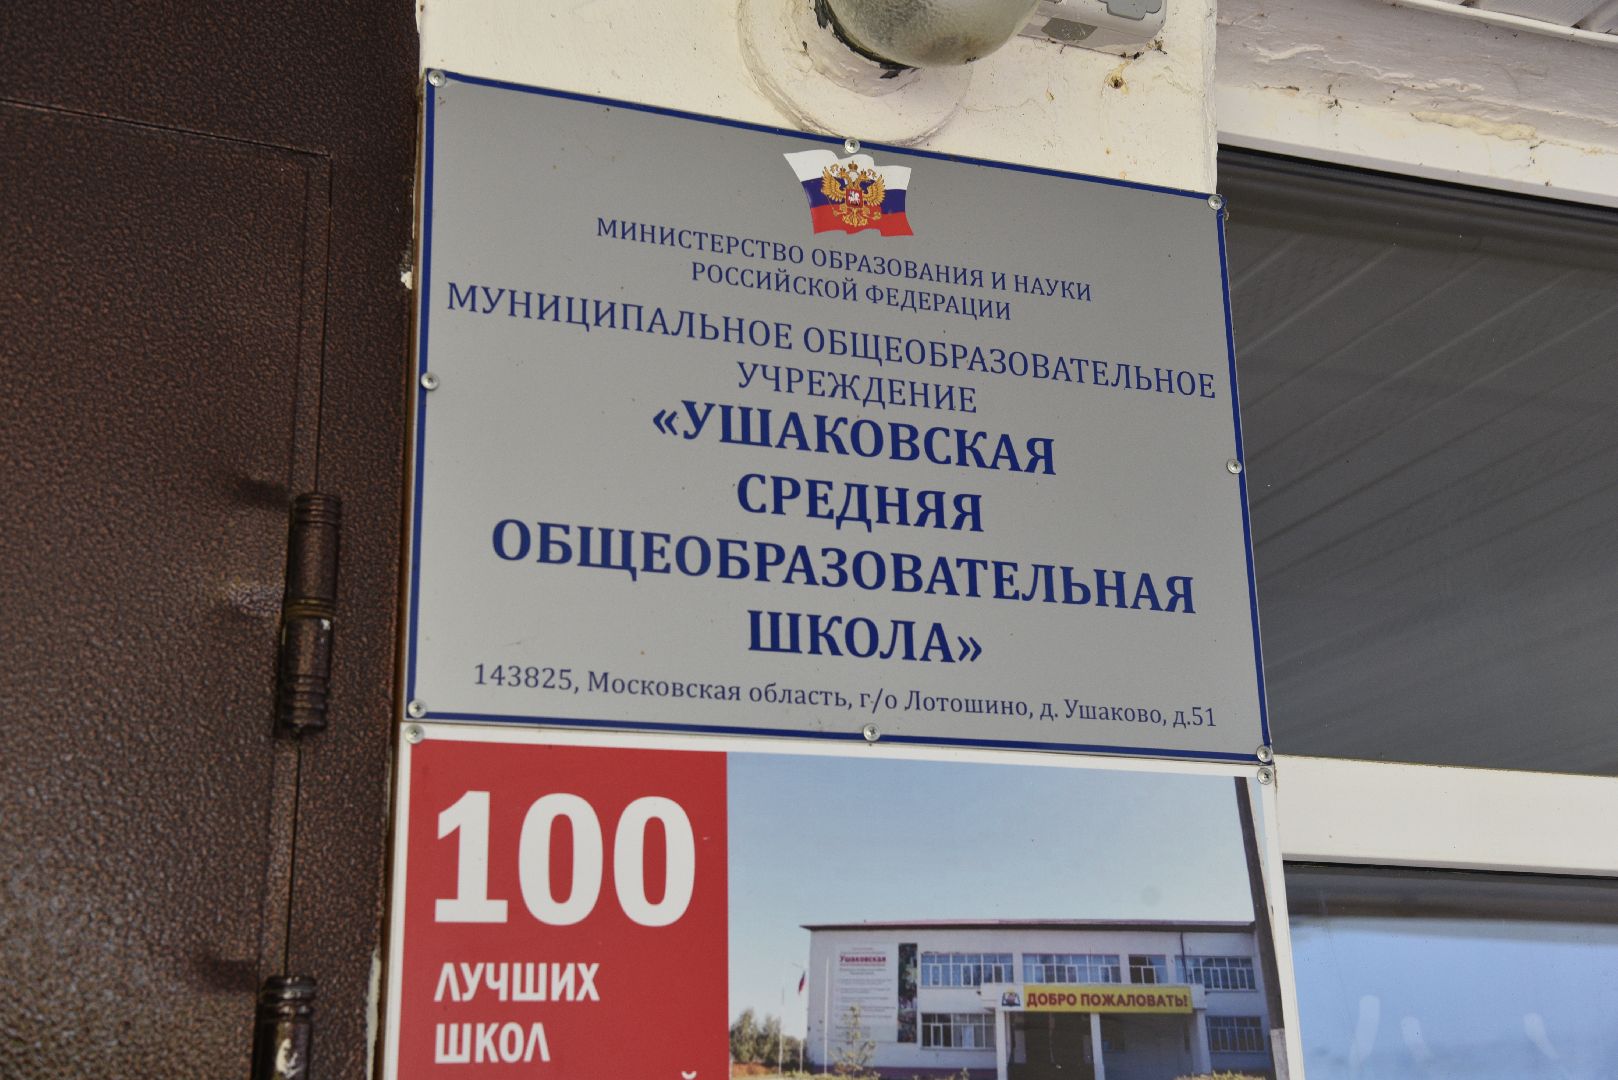 МИНИСТЕРСТВО ОБРАЗОВАНИЯ И НАУКИ
РОССИЙСКОЙ ФЕДЕРАЦИИ
МУНИЦИПАЛЬНОЕ ОБЩЕОБРАЗОВАТЕЛЬНОЕ
УЧРЕЖДЕНИЕ
«УШАКОВСКАЯ
СРЕДНЯЯ
ОБЩЕОБРАЗОВАТЕЛЬНАЯ
ШКОЛА»
143825, Московская область, г/о Лотошино, д. Ушаково, д.51
100
ЛУЧШИХ
ШКОЛ
Ушаковская
ДОБРО ПОЖАЛОВАТЬ!